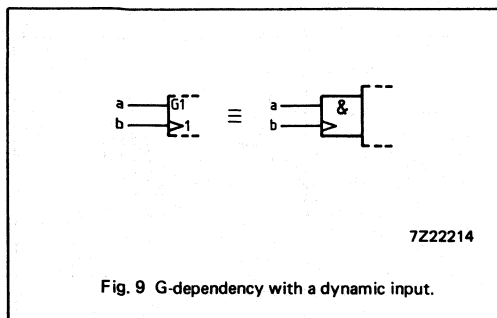 a G1 a &
b 1 ≡ b
7Z22214
Fig. 9 G-dependency with a dynamic input.